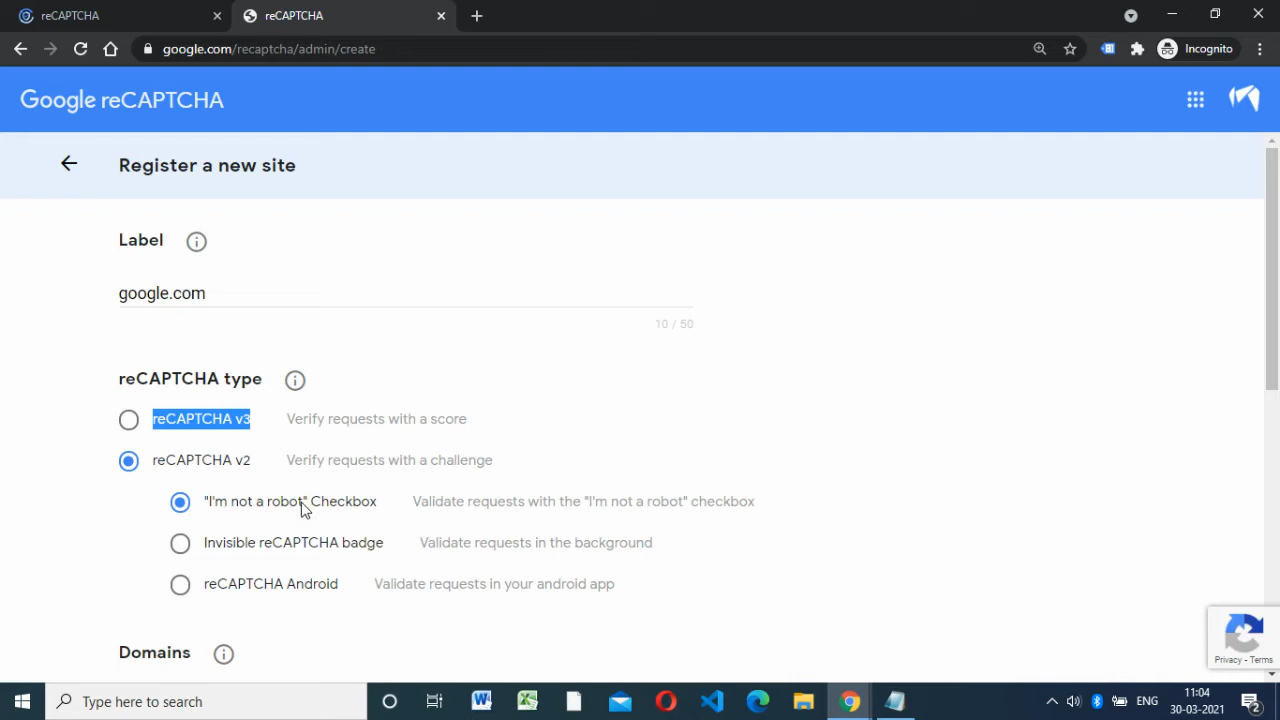 reCAPTCHA
reCAPTCHA
google.com/recaptcha/admin/create
Incognito
Google reCAPTCHA
Register a new site
Label
google.com
10 / 50
reCAPTCHA type
reCAPTCHA v3 Verify requests with a score
reCAPTCHA v2 Verify requests with a challenge
"I'm not a robot" Checkbox Validate requests with the "I'm not a robot" checkbox
Invisible reCAPTCHA badge Validate requests in the background
reCAPTCHA Android Validate requests in your android app
Domains
Privacy - Terms
Type here to search
ENG
11:04
30-03-2021
2